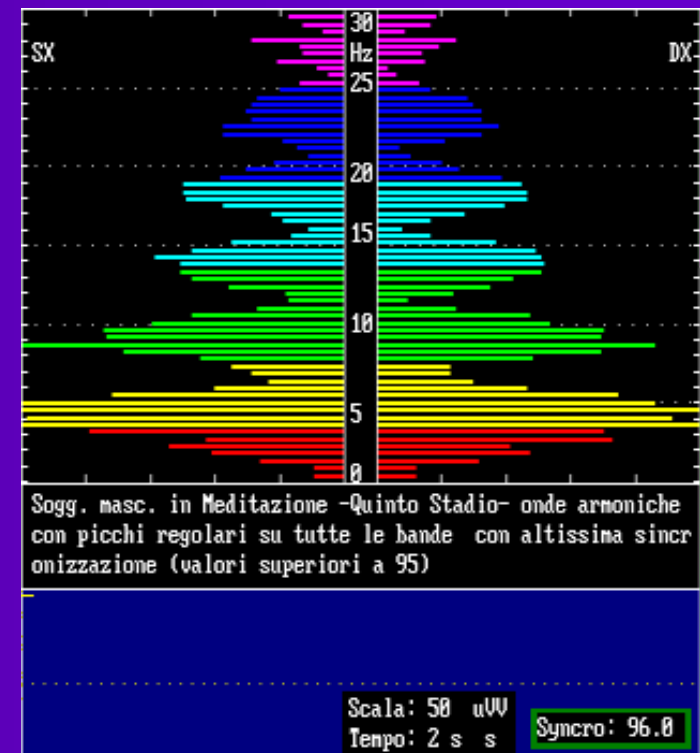 30
SX Hz DX
25
20
15
10
5
0
Sogg. masc. in Meditazione -Quinto Stadio- onde armoniche
con picchi regolari su tutte le bande con altissima sincr
onizzazione (valori superiori a 95)
Scala: 50 uVV
Tempo: 2 s s
Syncro: 96.0